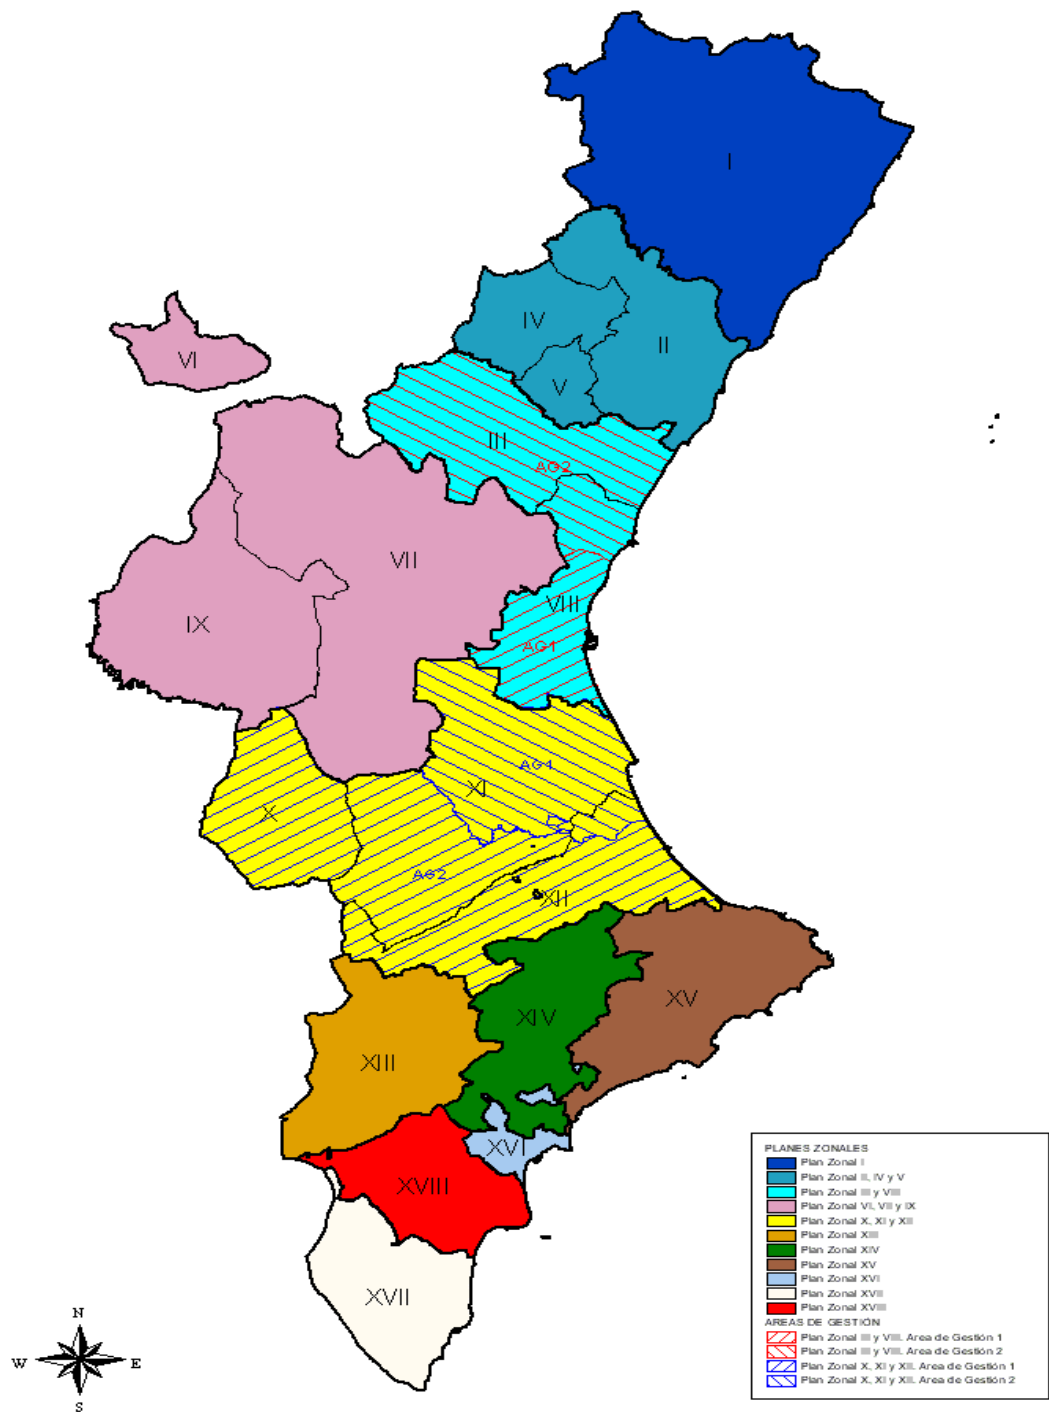 I
IV
II
VI
V
III
AG2
VII
VIII
IX
AG1
AG1
XI
X
AG2
XII
XV
XIV
XIII
XVI
XVIII
XVII
N
W E
S
PLANES ZONALES
Plan Zonal I
Plan Zonal II, IV y V
Plan Zonal III y VIII
Plan Zonal VI, VII y IX
Plan Zonal X, XI y XII
Plan Zonal XIII
Plan Zonal XIV
Plan Zonal XV
Plan Zonal XVI
Plan Zonal XVII
Plan Zonal XVIII
AREAS DE GESTIÓN
Plan Zonal III y VIII. Area de Gestión 1
Plan Zonal III y VIII. Area de Gestión 2
Plan Zonal X, XI y XII. Area de Gestión 1
Plan Zonal X, XI y XII. Area de Gestión 2